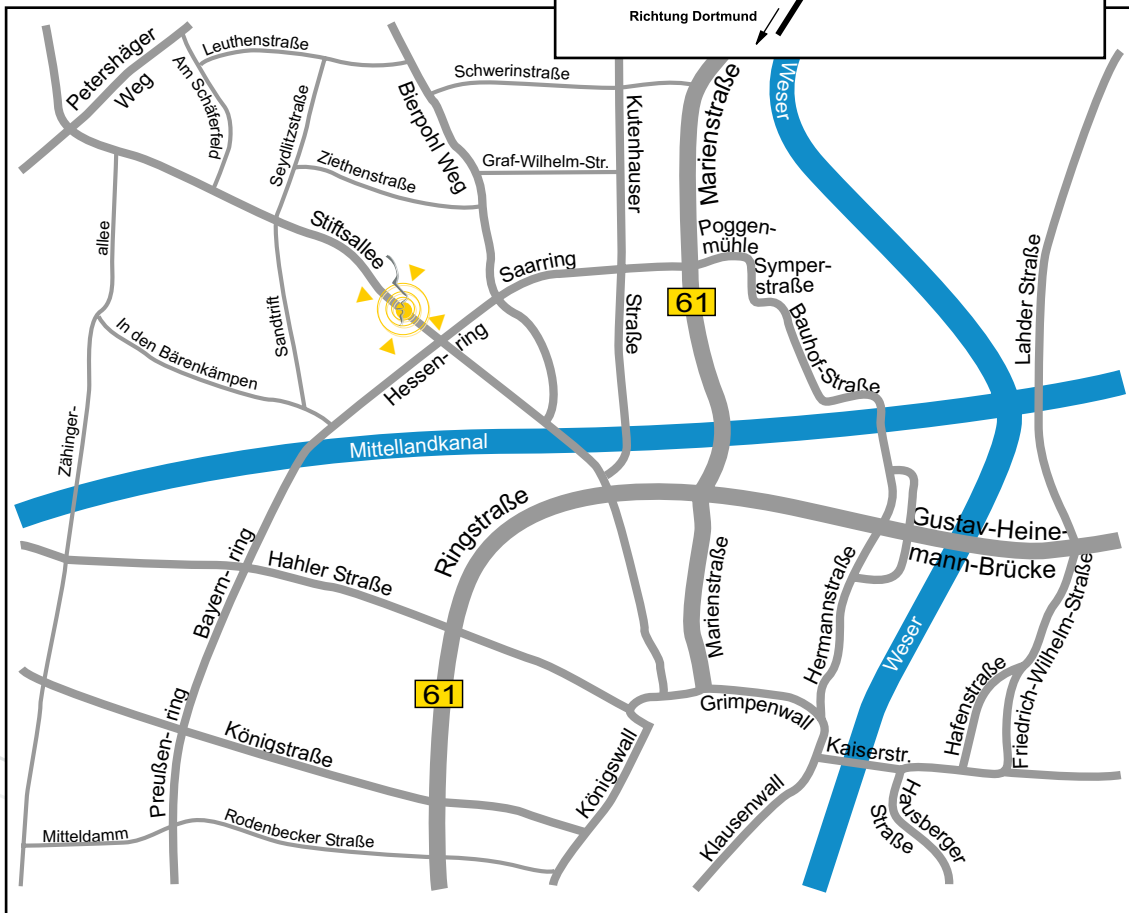 Richtung Dortmund
Petershäger
Weg
Leuthenstraße
Am Schäferfeld
Seydlitzstraße
Ziethenstraße
Bierpohl Weg
Schwerinstraße
Graf-Wilhelm-Str.
Kutenhauser
Straße
Marienstraße
Weser
Poggen-
mühle
Symper-
straße
Bauhof-Straße
Lahder Straße
Stiftsallee
Saarring
61
allee
Zähinger-
In den Bärenkämpen
Sandtrift
Hessen-
ring
Mittellandkanal
Ringstraße
Gustav-Heine-
mann-Brücke
Bayern-
ring
Hahler Straße
Marienstraße
Hermannstraße
Weser
Friedrich-Wilhelm-Straße
Hafenstraße
61
Grimpenwall
Kaiserstr.
Preußen-
ring
Königstraße
Königswall
Klausenwall
Hausberger
Straße
Mitteldamm
Rodenbecker Straße